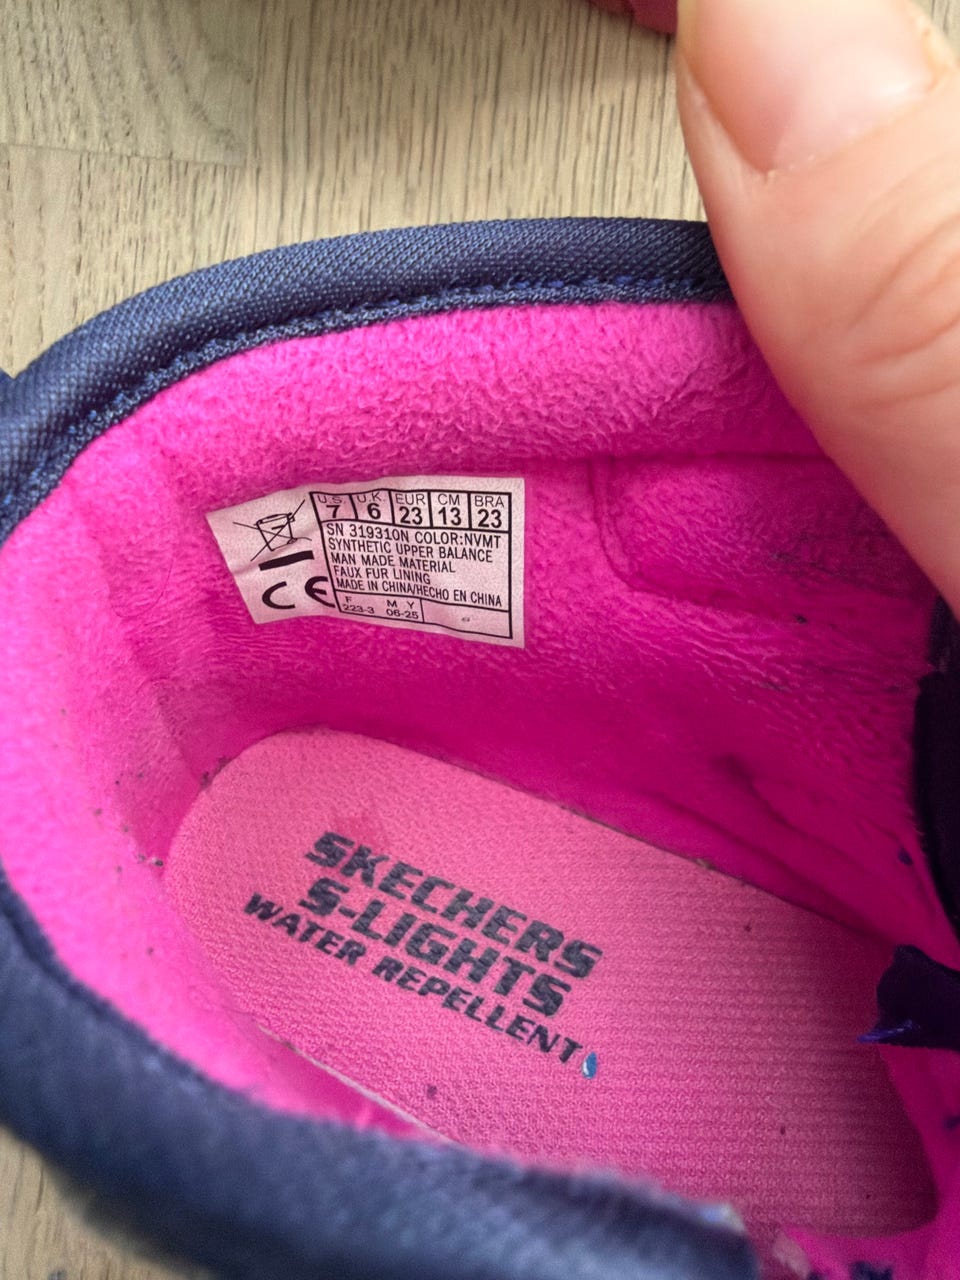 U.S. U.K. EUR CM BRA
7 6 23 13 23
SN 319310N COLOR:NVMT
SYNTHETIC UPPER BALANCE
MAN MADE MATERIAL
FAUX FUR LINING
MADE IN CHINA/HECHO EN CHINA
F M Y
223-3 06-25
CE
SKECHERS
S-LIGHTS
WATER REPELLENT